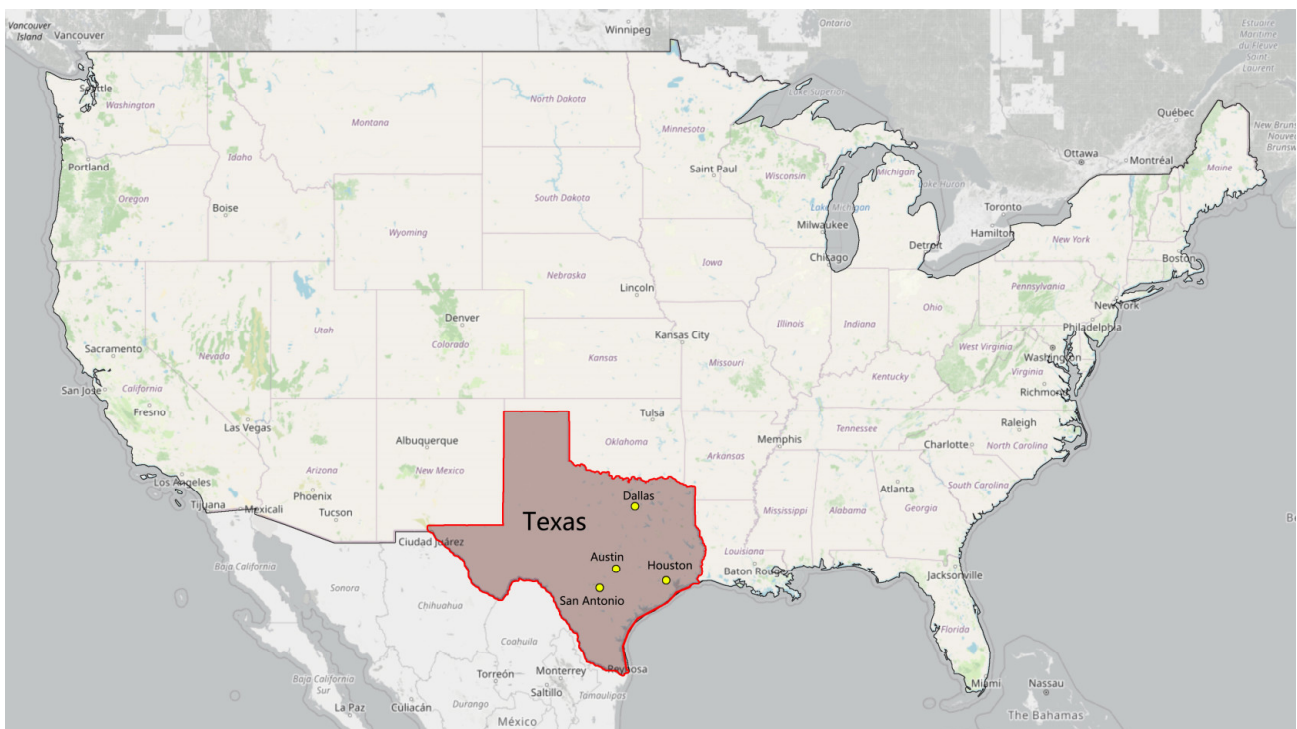 Vancouver
Island
Vancouver
Winnipeg
Ontario
Estuaire
Maritime
du Fleuve
Saint
Laurent
Seattle
Washington
North Dakota
Lake Superior
Montana
Minnesota
Québec
New Bruns
Nouvea
Brunsw
Portland
Idaho
Saint Paul
Wisconsin
Michigan
Ottawa
Montréal
Maine
Oregon
Boise
South Dakota
Lake Huron
Lake Michigan
Toronto
Wyoming
Milwaukee
Hamilton
Detroit
New York
Chicago
Boston
Iowa
Nebraska
Lincoln
Pennsylvania
New York
Ohio
Utah
Denver
Colorado
Illinois
Indiana
Philadelphia
Sacramento
Nevada
Kansas City
Kansas
Missouri
West Virginia
Washington
San Jose
California
Kentucky
Virginia
Richmond
Fresno
Las Vegas
Tulsa
Albuquerque
Oklahoma
Memphis
Tennessee
Raleigh
Charlotte
North Carolina
Arizona
New Mexico
Arkansas
Los Angeles
Phoenix
Tijuana
Mexicali
Tucson
Dallas
Atlanta
South Carolina
Texas
Mississippi
Alabama
Georgia
Be
Ciudad Juárez
Austin
Houston
Louisiana
Baton Rouge
Jacksonville
Baja California
Sonora
Chihuahua
San Antonio
Florida
Coahuila
Torreón
Monterrey
Reynosa
Baja California
Sur
Saltillo
Tamaulipas
Miami
Nassau
La Paz
Culiacán
Durango
México
The Bahamas